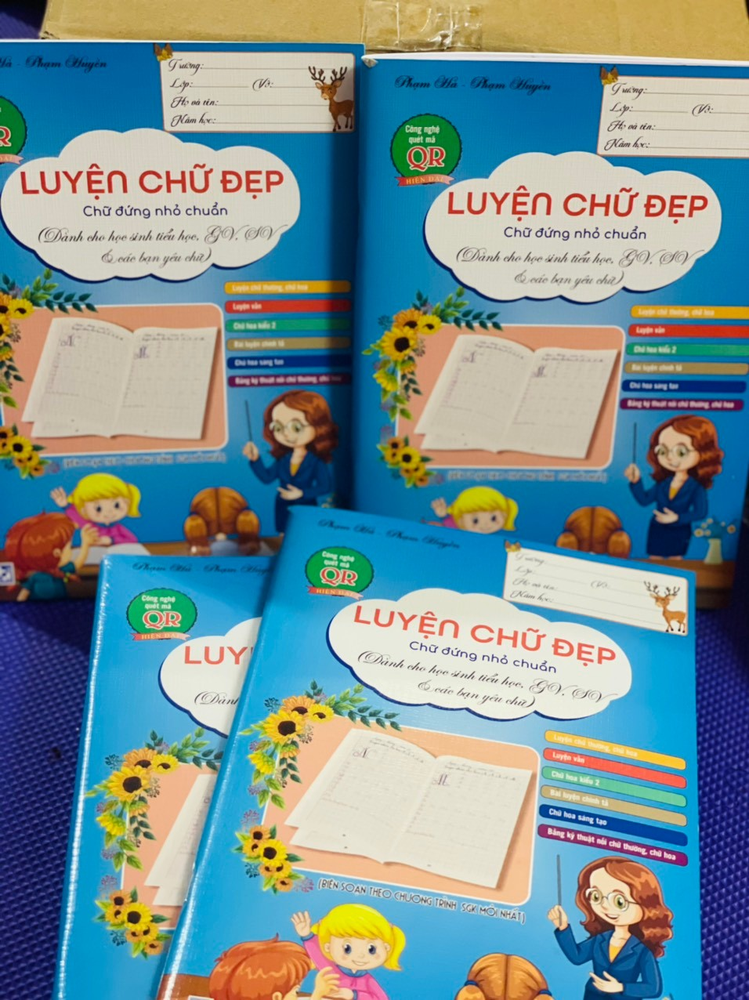 Hà - Phạm Huyền
Trường:
Lớp: Vở:
Họ và tên:
Năm học:
QR
LUYỆN CHỮ ĐẸP
Chữ đứng nhỏ chuẩn
(Dành cho học sinh tiểu học, GV, SV
& các bạn yêu chữ)
Luyện chữ thường, chữ hoa
Luyện vần
Chữ hoa kiểu 2
Bài luyện chính tả
Chữ hoa sáng tạo
Bảng kỹ thuật nối chữ thường, chữ hoa
Phạm Hà - Phạm Huyền
Trường:
Lớp: Vở:
Họ và tên:
Năm học:
Công nghệ
quét mã
QR
HIỆN ĐẠI
LUYỆN CHỮ ĐẸP
Chữ đứng nhỏ chuẩn
(Dành cho học sinh tiểu học, GV, SV
& các bạn yêu chữ)
Luyện chữ thường, chữ hoa
Luyện vần
Chữ hoa kiểu 2
Bài luyện chính tả
Chữ hoa sáng tạo
Bảng kỹ thuật nối chữ thường, chữ hoa
Phạm Hà - Phạm Huyền
Công nghệ
quét mã
QR
HIỆN ĐẠI
LUY
(Dành
Phạm Hà - Phạm Huyền
Trường:
Lớp: Vở:
Họ và tên:
Năm học:
Công nghệ
quét mã
QR
HIỆN ĐẠI
LUYỆN CHỮ ĐẸP
Chữ đứng nhỏ chuẩn
(Dành cho học sinh tiểu học, GV, SV
& các bạn yêu chữ)
Luyện chữ thường, chữ hoa
Luyện vần
Chữ hoa kiểu 2
Bài luyện chính tả
Chữ hoa sáng tạo
Bảng kỹ thuật nối chữ thường, chữ hoa
(BIÊN SOẠN THEO CHƯƠNG TRÌNH SGK MỚI NHẤT)